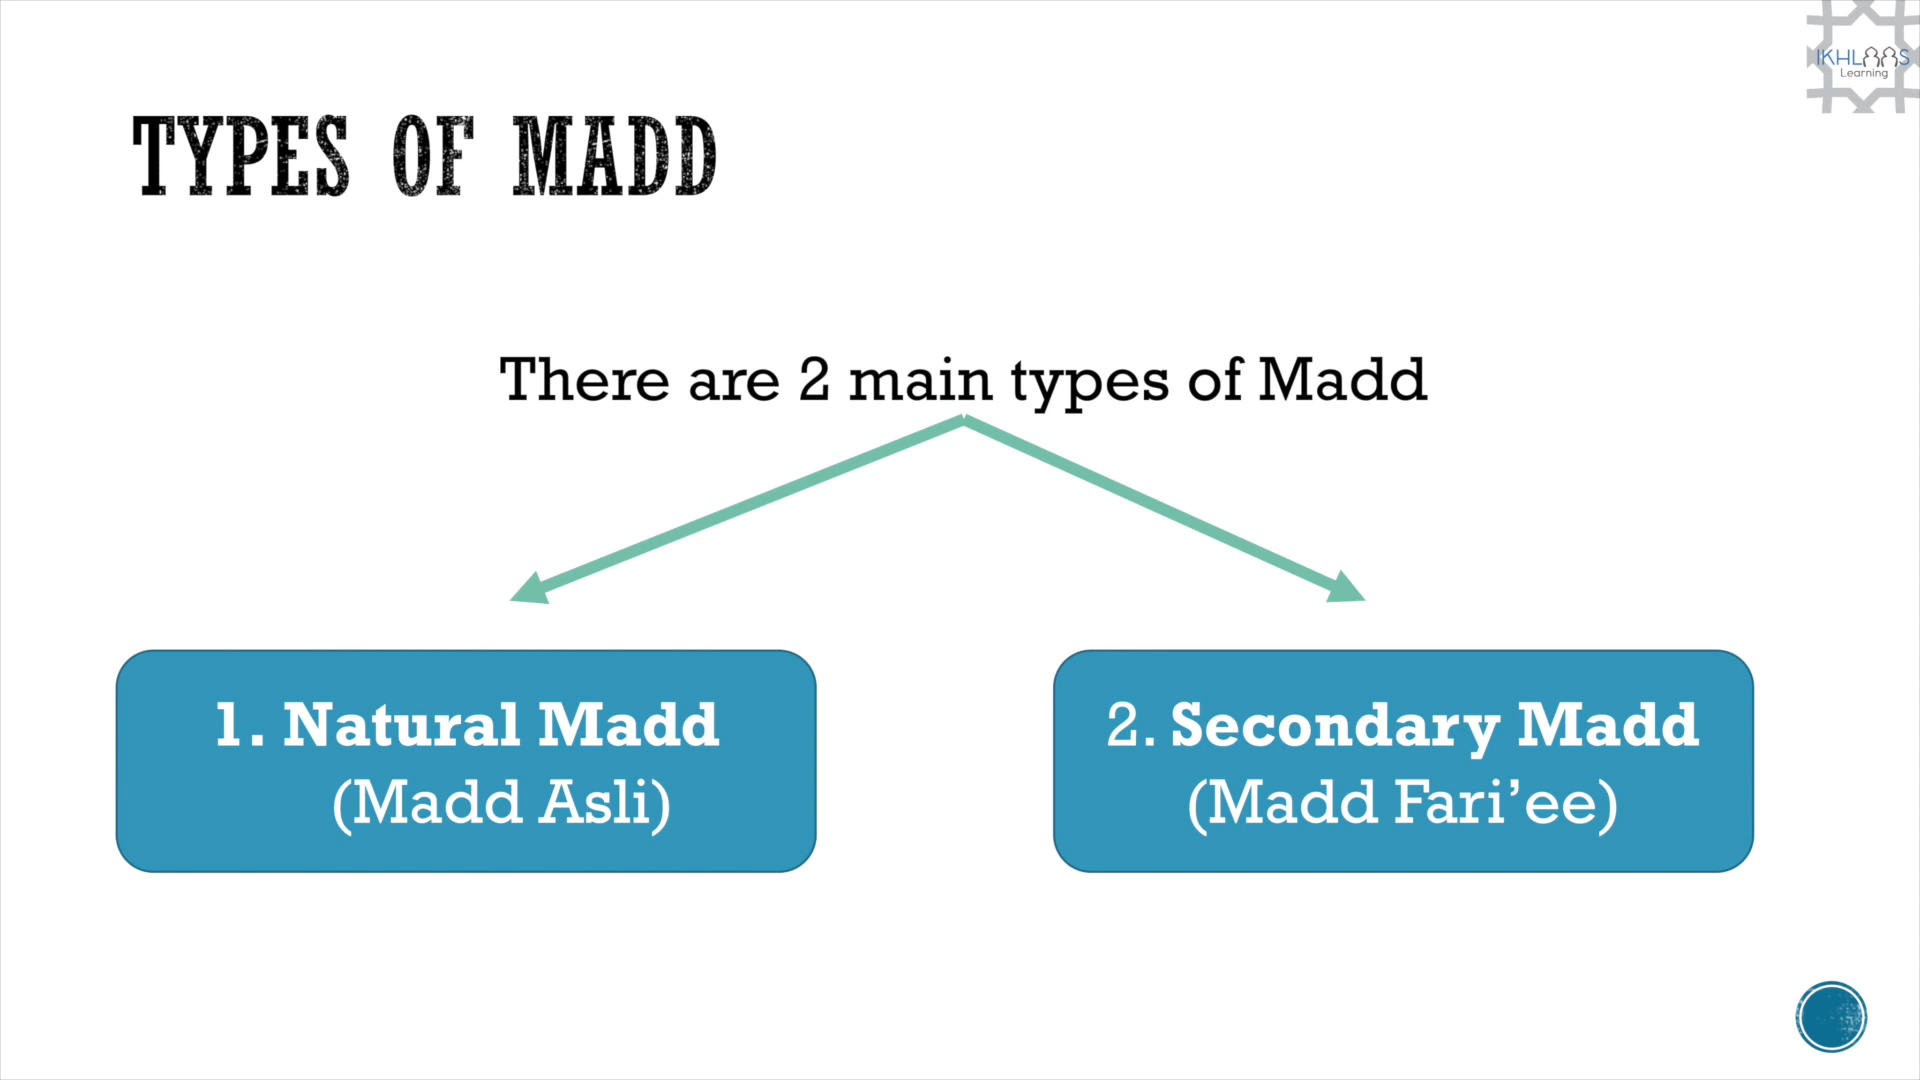 IKHLAAS
Learning
TYPES OF MADD
There are 2 main types of Madd
1. Natural Madd
(Madd Asli)
2. Secondary Madd
(Madd Fari’ee)